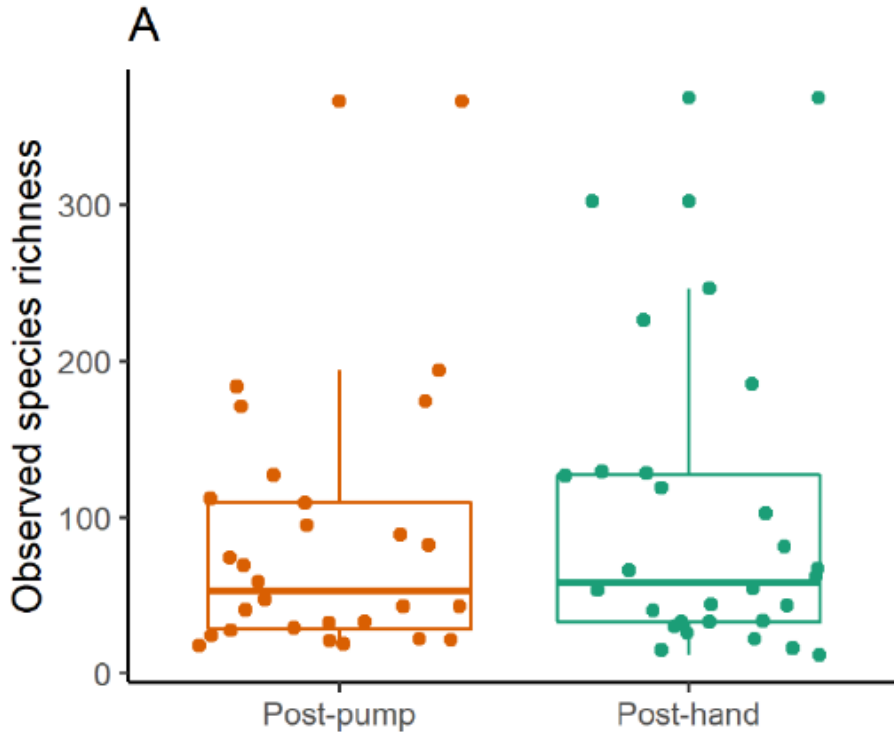 A
Observed species richness
300
200
100
0
Post-pump
Post-hand